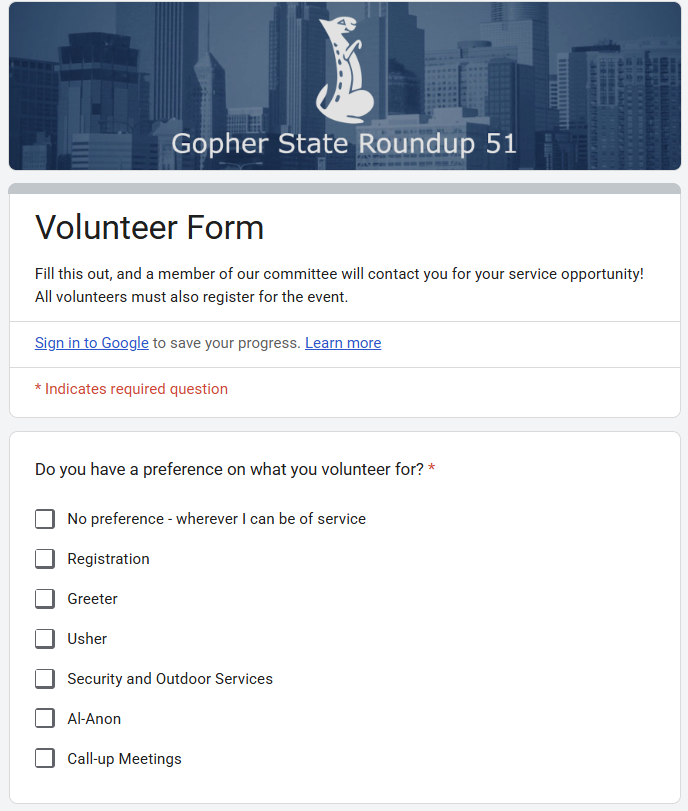 Gopher State Roundup 51
Volunteer Form
Fill this out, and a member of our committee will contact you for your service opportunity!
All volunteers must also register for the event.
Sign in to Google to save your progress. Learn more
* Indicates required question
Do you have a preference on what you volunteer for? *
No preference - wherever I can be of service
Registration
Greeter
Usher
Security and Outdoor Services
Al-Anon
Call-up Meetings